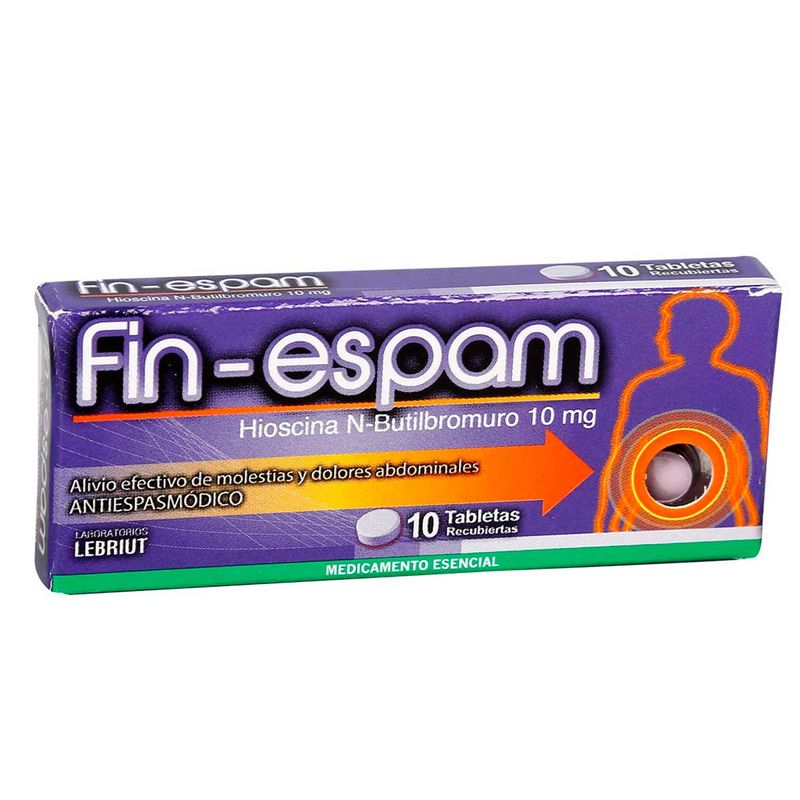 Fin-espam
Hioscina N-Butilbromuro 10 mg
10 Tabletas
Recubiertas
Fin-espam
Hioscina N-Butilbromuro 10 mg
Alivio efectivo de molestias y dolores abdominales
ANTIESPASMÓDICO
10 Tabletas
Recubiertas
LABORATORIOS
LEBRIUT
MEDICAMENTO ESENCIAL